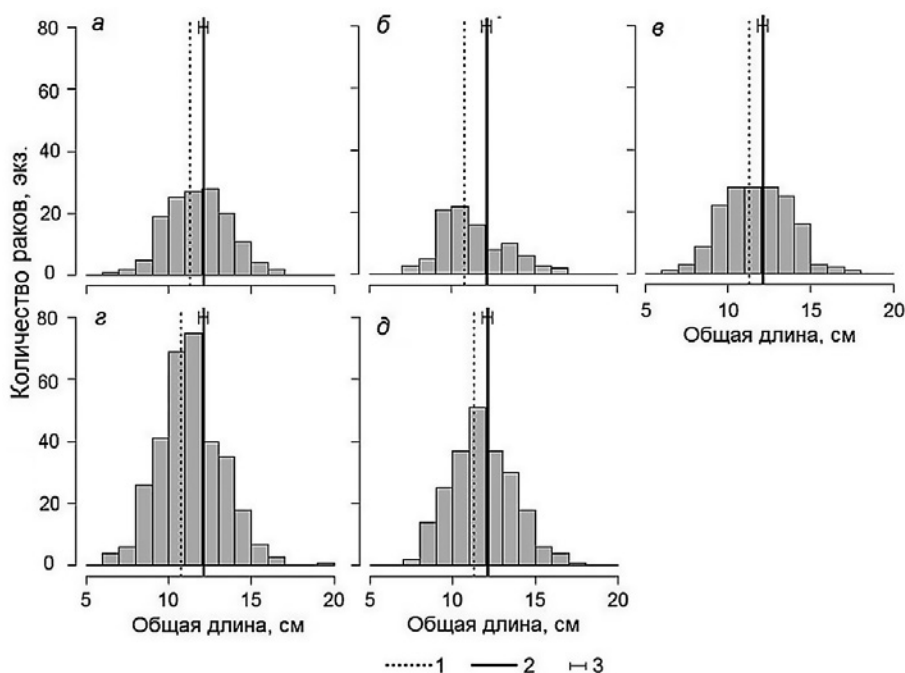 а
б
в
80
60
40
20
0
Количество раков, экз.
5 10 15 20
Общая длина, см
г
д
80
60
40
20
0
5 10 15 20
5 10 15 20
Общая длина, см
Общая длина, см
1 2 3